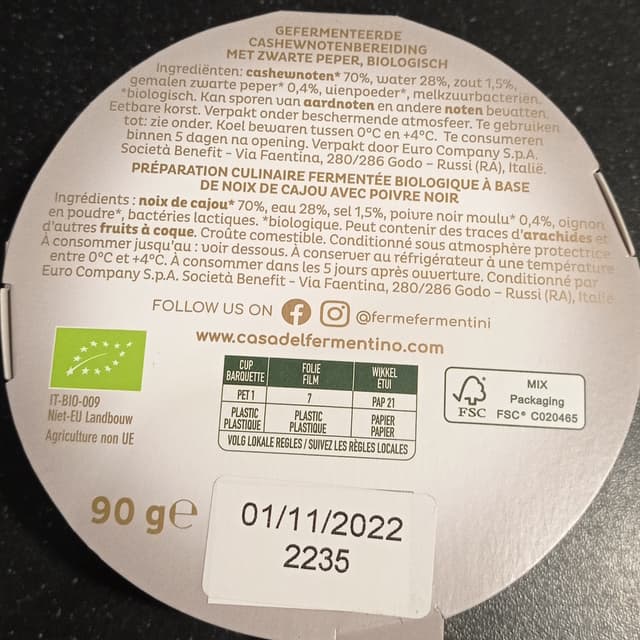 GEFERMENTEERDE
CASHEWNOTENBEREIDING
MET ZWARTE PEPER, BIOLOGISCH
Ingrediënten: cashewnoten* 70%, water 28%, zout 1,5%,
gemalen zwarte peper* 0,4%, uienpoeder*, melkzuurbacteriën.
*biologisch. Kan sporen van aardnoten en andere noten bevatten.
Eetbare korst. Verpakt onder beschermende atmosfeer. Te gebruiken
tot: zie onder. Koel bewaren tussen 0°C en +4°C. Te consumeren
binnen 5 dagen na opening. Verpakt door Euro Company S.p.A.
Società Benefit - Via Faentina, 280/286 Godo - Russi (RA), Italië.
PRÉPARATION CULINAIRE FERMENTÉE BIOLOGIQUE À BASE
DE NOIX DE CAJOU AVEC POIVRE NOIR
Ingrédients : noix de cajou* 70%, eau 28%, sel 1,5%, poivre noir moulu* 0,4%, oignon
en poudre*, bactéries lactiques. *biologique. Peut contenir des traces d'arachides et
d'autres fruits à coque. Croûte comestible. Conditionné sous atmosphère protectrice.
À consommer jusqu'au : voir dessous. À conserver au réfrigérateur à une température
entre 0°C et +4°C. À consommer dans les 5 jours après ouverture. Conditionné par
Euro Company S.p.A. Società Benefit - Via Faentina, 280/286 Godo - Russi (RA), Italie
FOLLOW US ON @fermefermentini
www.casadelfermentino.com
IT-BIO-009
Niet-EU Landbouw
Agriculture non UE
CUP BARQUETTE FOLIE FILM WIKKEL ETUI
PET 1 7 PAP 21
PLASTIC PLASTIQUE PLASTIC PLASTIQUE PAPIER PAPIER
VOLG LOKALE REGLES / SUIVEZ LES RÈGLES LOCALES
FSC
MIX
Packaging
FSC® C020465
90 g e
01/11/2022
2235